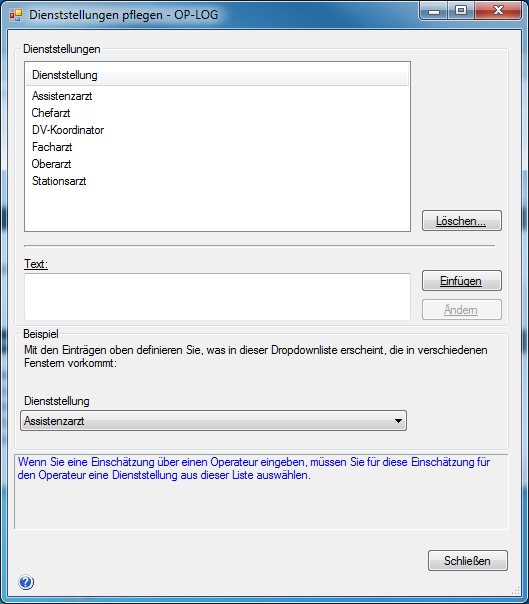 Dienststellungen pflegen - OP-LOG
Dienststellungen
Dienststellung
Assistenzarzt
Chefarzt
DV-Koordinator
Facharzt
Oberarzt
Stationsarzt
Löschen...
Text:
Einfügen
Ändern
Beispiel
Mit den Einträgen oben definieren Sie, was in dieser Dropdownliste erscheint, die in verschiedenen
Fenstern vorkommt:
Dienststellung
Assistenzarzt
Wenn Sie eine Einschätzung über einen Operateur eingeben, müssen Sie für diese Einschätzung für
den Operateur eine Dienststellung aus dieser Liste auswählen.
Schließen
?